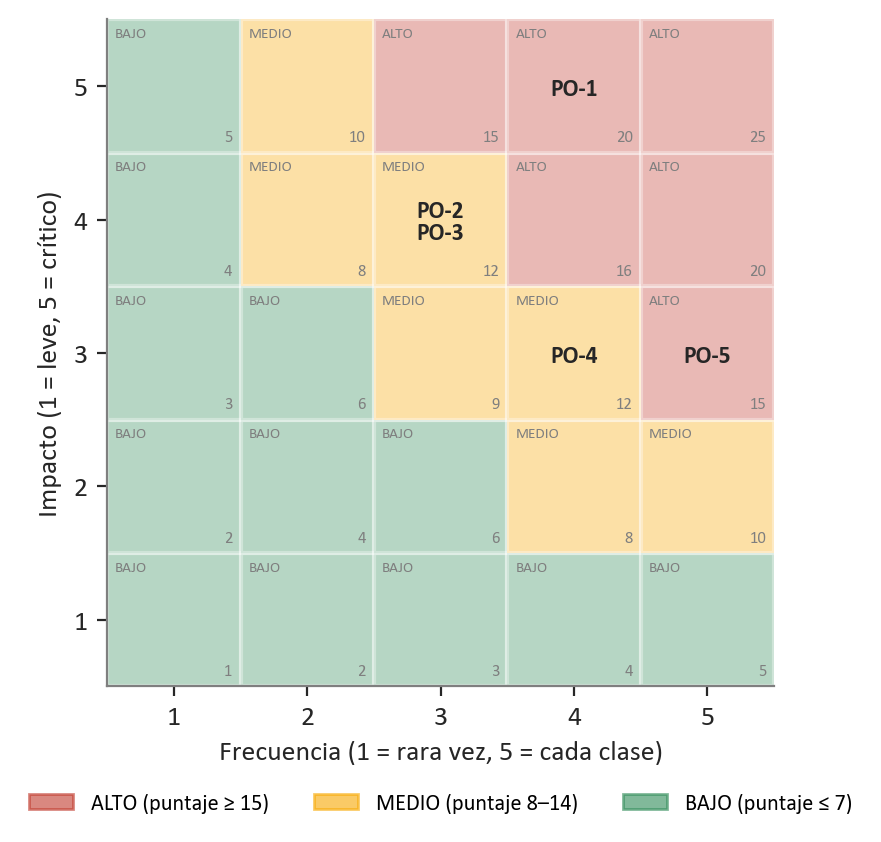 BAJO MEDIO ALTO ALTO ALTO
5 PO-1
5 10 15 20 25
BAJO MEDIO MEDIO ALTO ALTO
4 PO-2
PO-3
4 8 12 16 20
BAJO BAJO MEDIO MEDIO ALTO
3 PO-4 PO-5
3 6 9 12 15
BAJO BAJO BAJO MEDIO MEDIO
2
2 4 6 8 10
BAJO BAJO BAJO BAJO BAJO
1
1 2 3 4 5
Impacto (1 = leve, 5 = crítico)
1 2 3 4 5
Frecuencia (1 = rara vez, 5 = cada clase)
ALTO (puntaje ≥ 15) MEDIO (puntaje 8–14) BAJO (puntaje ≤ 7)